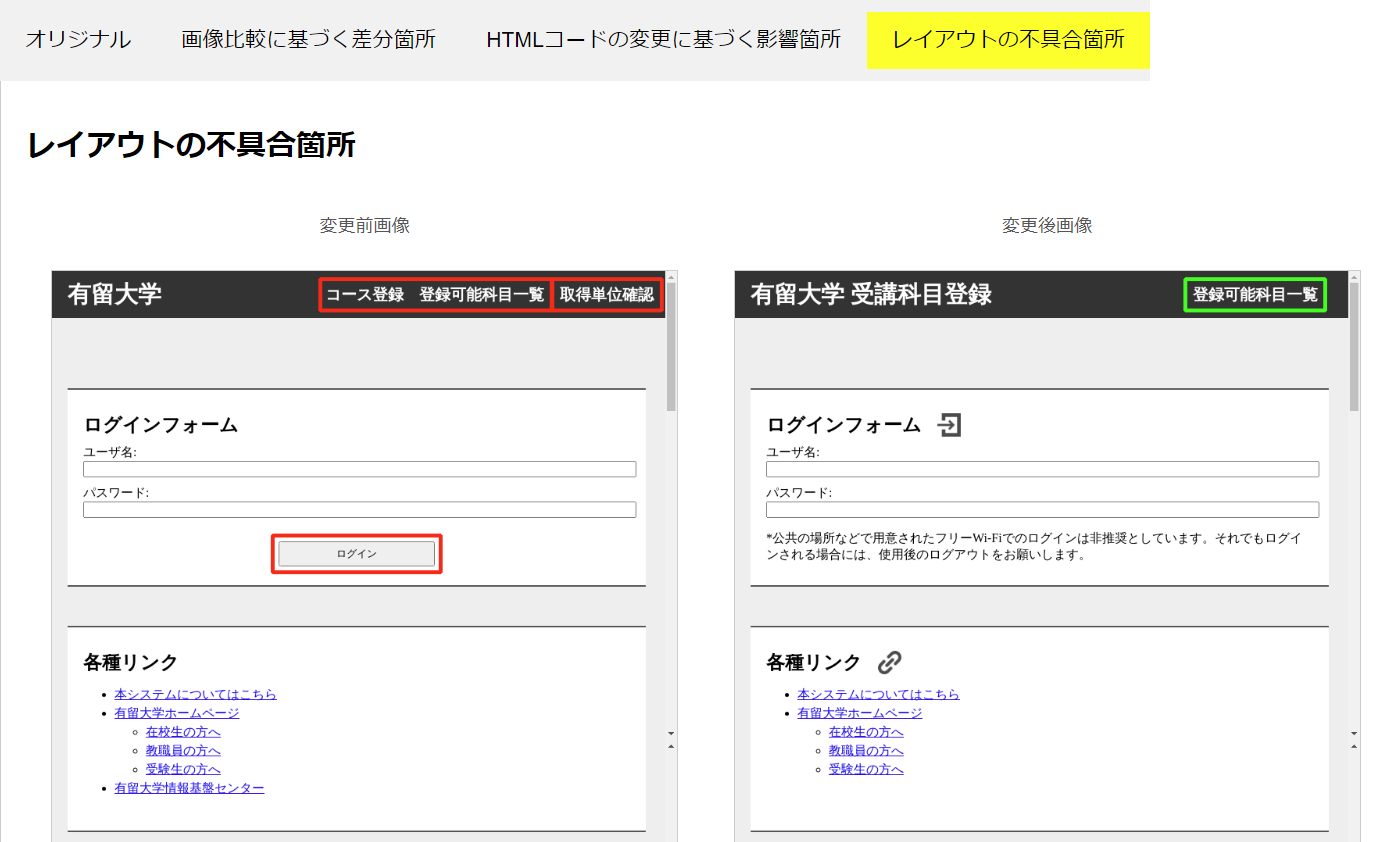 オリジナル 画像比較に基づく差分箇所 HTMLコードの変更に基づく影響箇所 レイアウトの不具合箇所
レイアウトの不具合箇所
変更前画像
有留大学 コース登録 登録可能科目一覧 取得単位確認
ログインフォーム
ユーザ名:
パスワード:
ログイン
各種リンク
本システムについてはこちら
有留大学ホームページ
在校生の方へ
教職員の方へ
受験生の方へ
有留大学情報基盤センター
変更後画像
有留大学 受講科目登録 登録可能科目一覧
ログインフォーム
ユーザ名:
パスワード:
*公共の場所などで用意されたフリーWi-Fiでのログインは非推奨としています。それでもログイ
ンされる場合には、使用後のログアウトをお願いします。
各種リンク
本システムについてはこちら
有留大学ホームページ
在校生の方へ
教職員の方へ
受験生の方へ